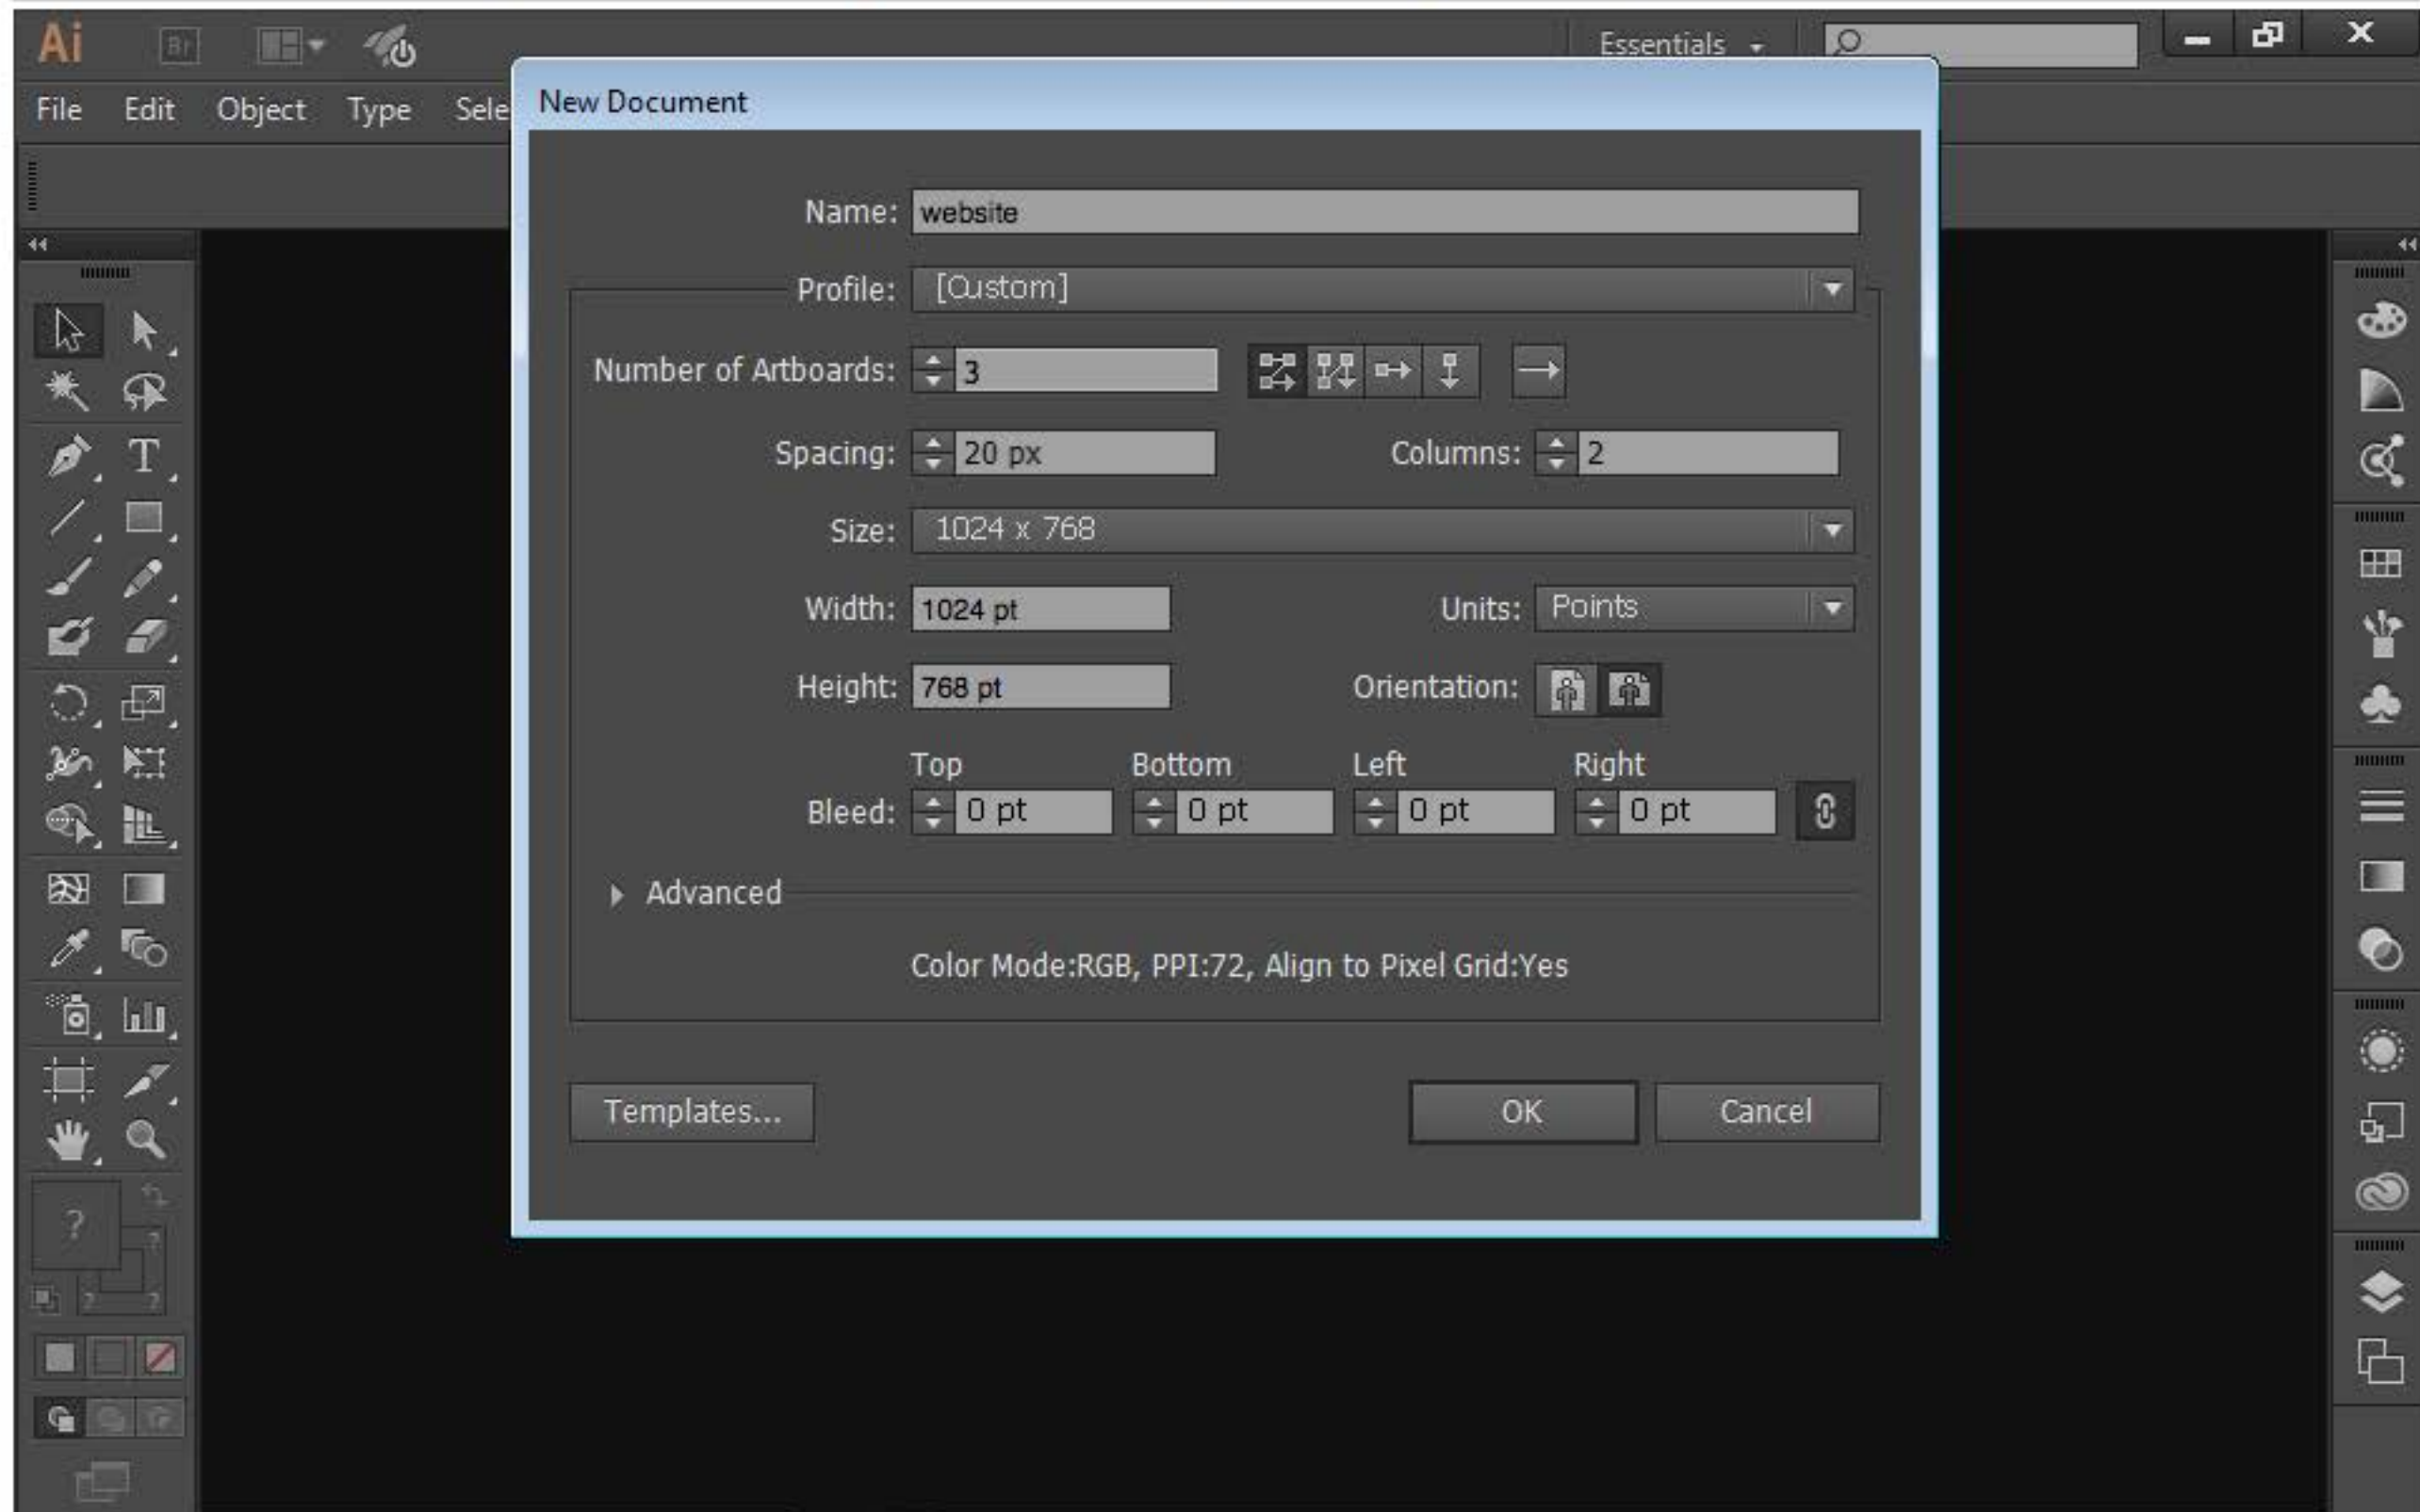 Ai Br Essentials
File Edit Object Type Sele
New Document
Name: website
Profile: [Custom]
Number of Artboards: 3
Spacing: 20 px Columns: 2
Size: 1024 x 768
Width: 1024 pt Units: Points
Height: 768 pt Orientation:
Top Bottom Left Right
Bleed: 0 pt 0 pt 0 pt 0 pt
Advanced
Color Mode:RGB, PPI:72, Align to Pixel Grid:Yes
Templates... OK Cancel
?
?
? ?